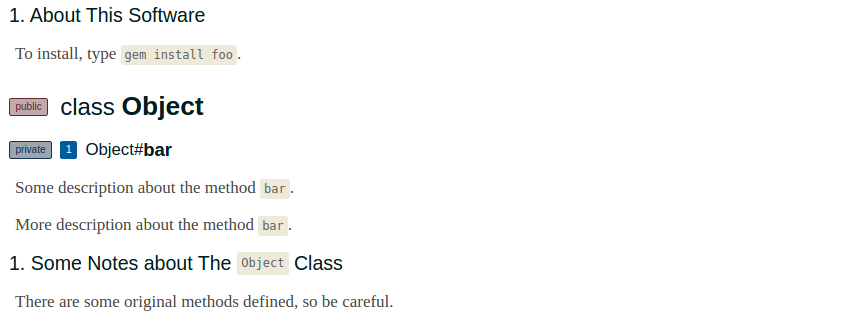 1. About This Software
To install, type gem install foo.
public class Object
private 1 Object#bar
Some description about the method bar.
More description about the method bar.
1. Some Notes about The Object Class
There are some original methods defined, so be careful.